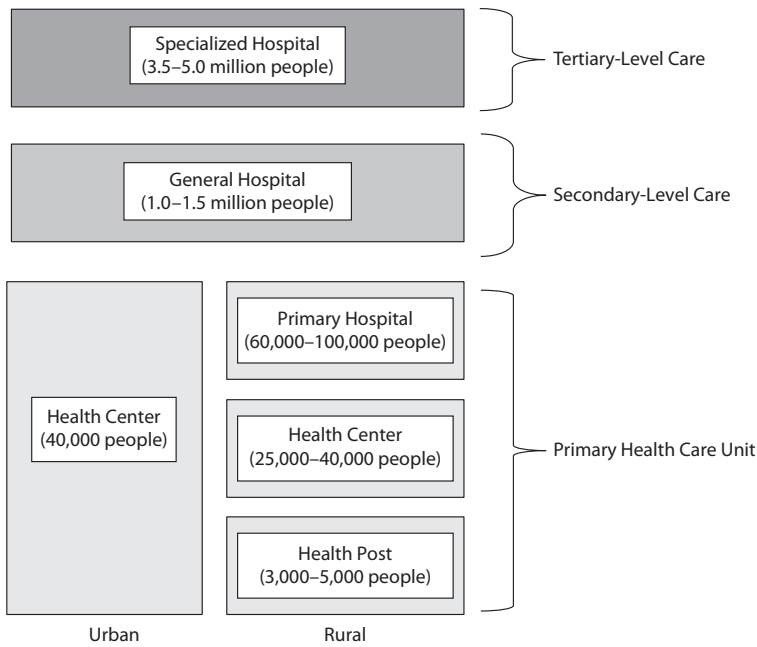 Specialized Hospital
(3.5–5.0 million people)
Tertiary-Level Care
General Hospital
(1.0–1.5 million people)
Secondary-Level Care
Primary Hospital
(60,000–100,000 people)
Health Center
(40,000 people)
Health Center
(25,000–40,000 people)
Primary Health Care Unit
Health Post
(3,000–5,000 people)
Urban
Rural